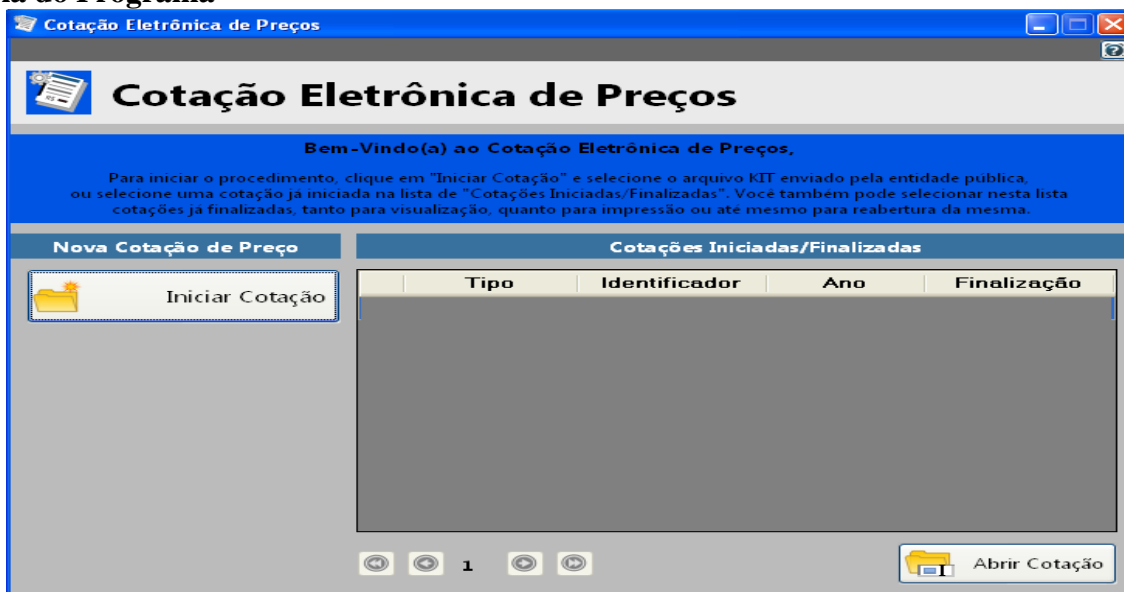 do Programa
Cotação Eletrônica de Preços
Cotação Eletrônica de Preços
Bem-Vindo(a) ao Cotação Eletrônica de Preços,
Para iniciar o procedimento, clique em "Iniciar Cotação" e selecione o arquivo KIT enviado pela entidade pública,
ou selecione uma cotação já iniciada na lista de "Cotações Iniciadas/Finalizadas". Você também pode selecionar nesta lista
cotações já finalizadas, tanto para visualização, quanto para impressão ou até mesmo para reabertura da mesma.
Nova Cotação de Preço
Cotações Iniciadas/Finalizadas
Iniciar Cotação
Tipo Identificador Ano Finalização
1
Abrir Cotação